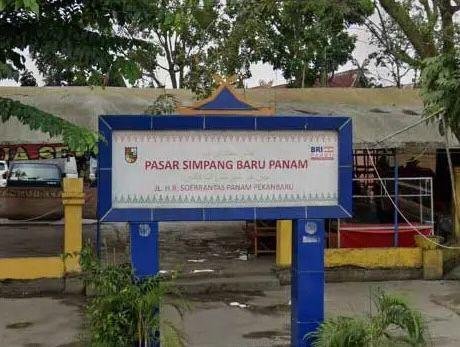 PASAR SIMPANG BARU PANAM
BRI
JL. H.R. SOEBRANTAS PANAM PEKANBARU